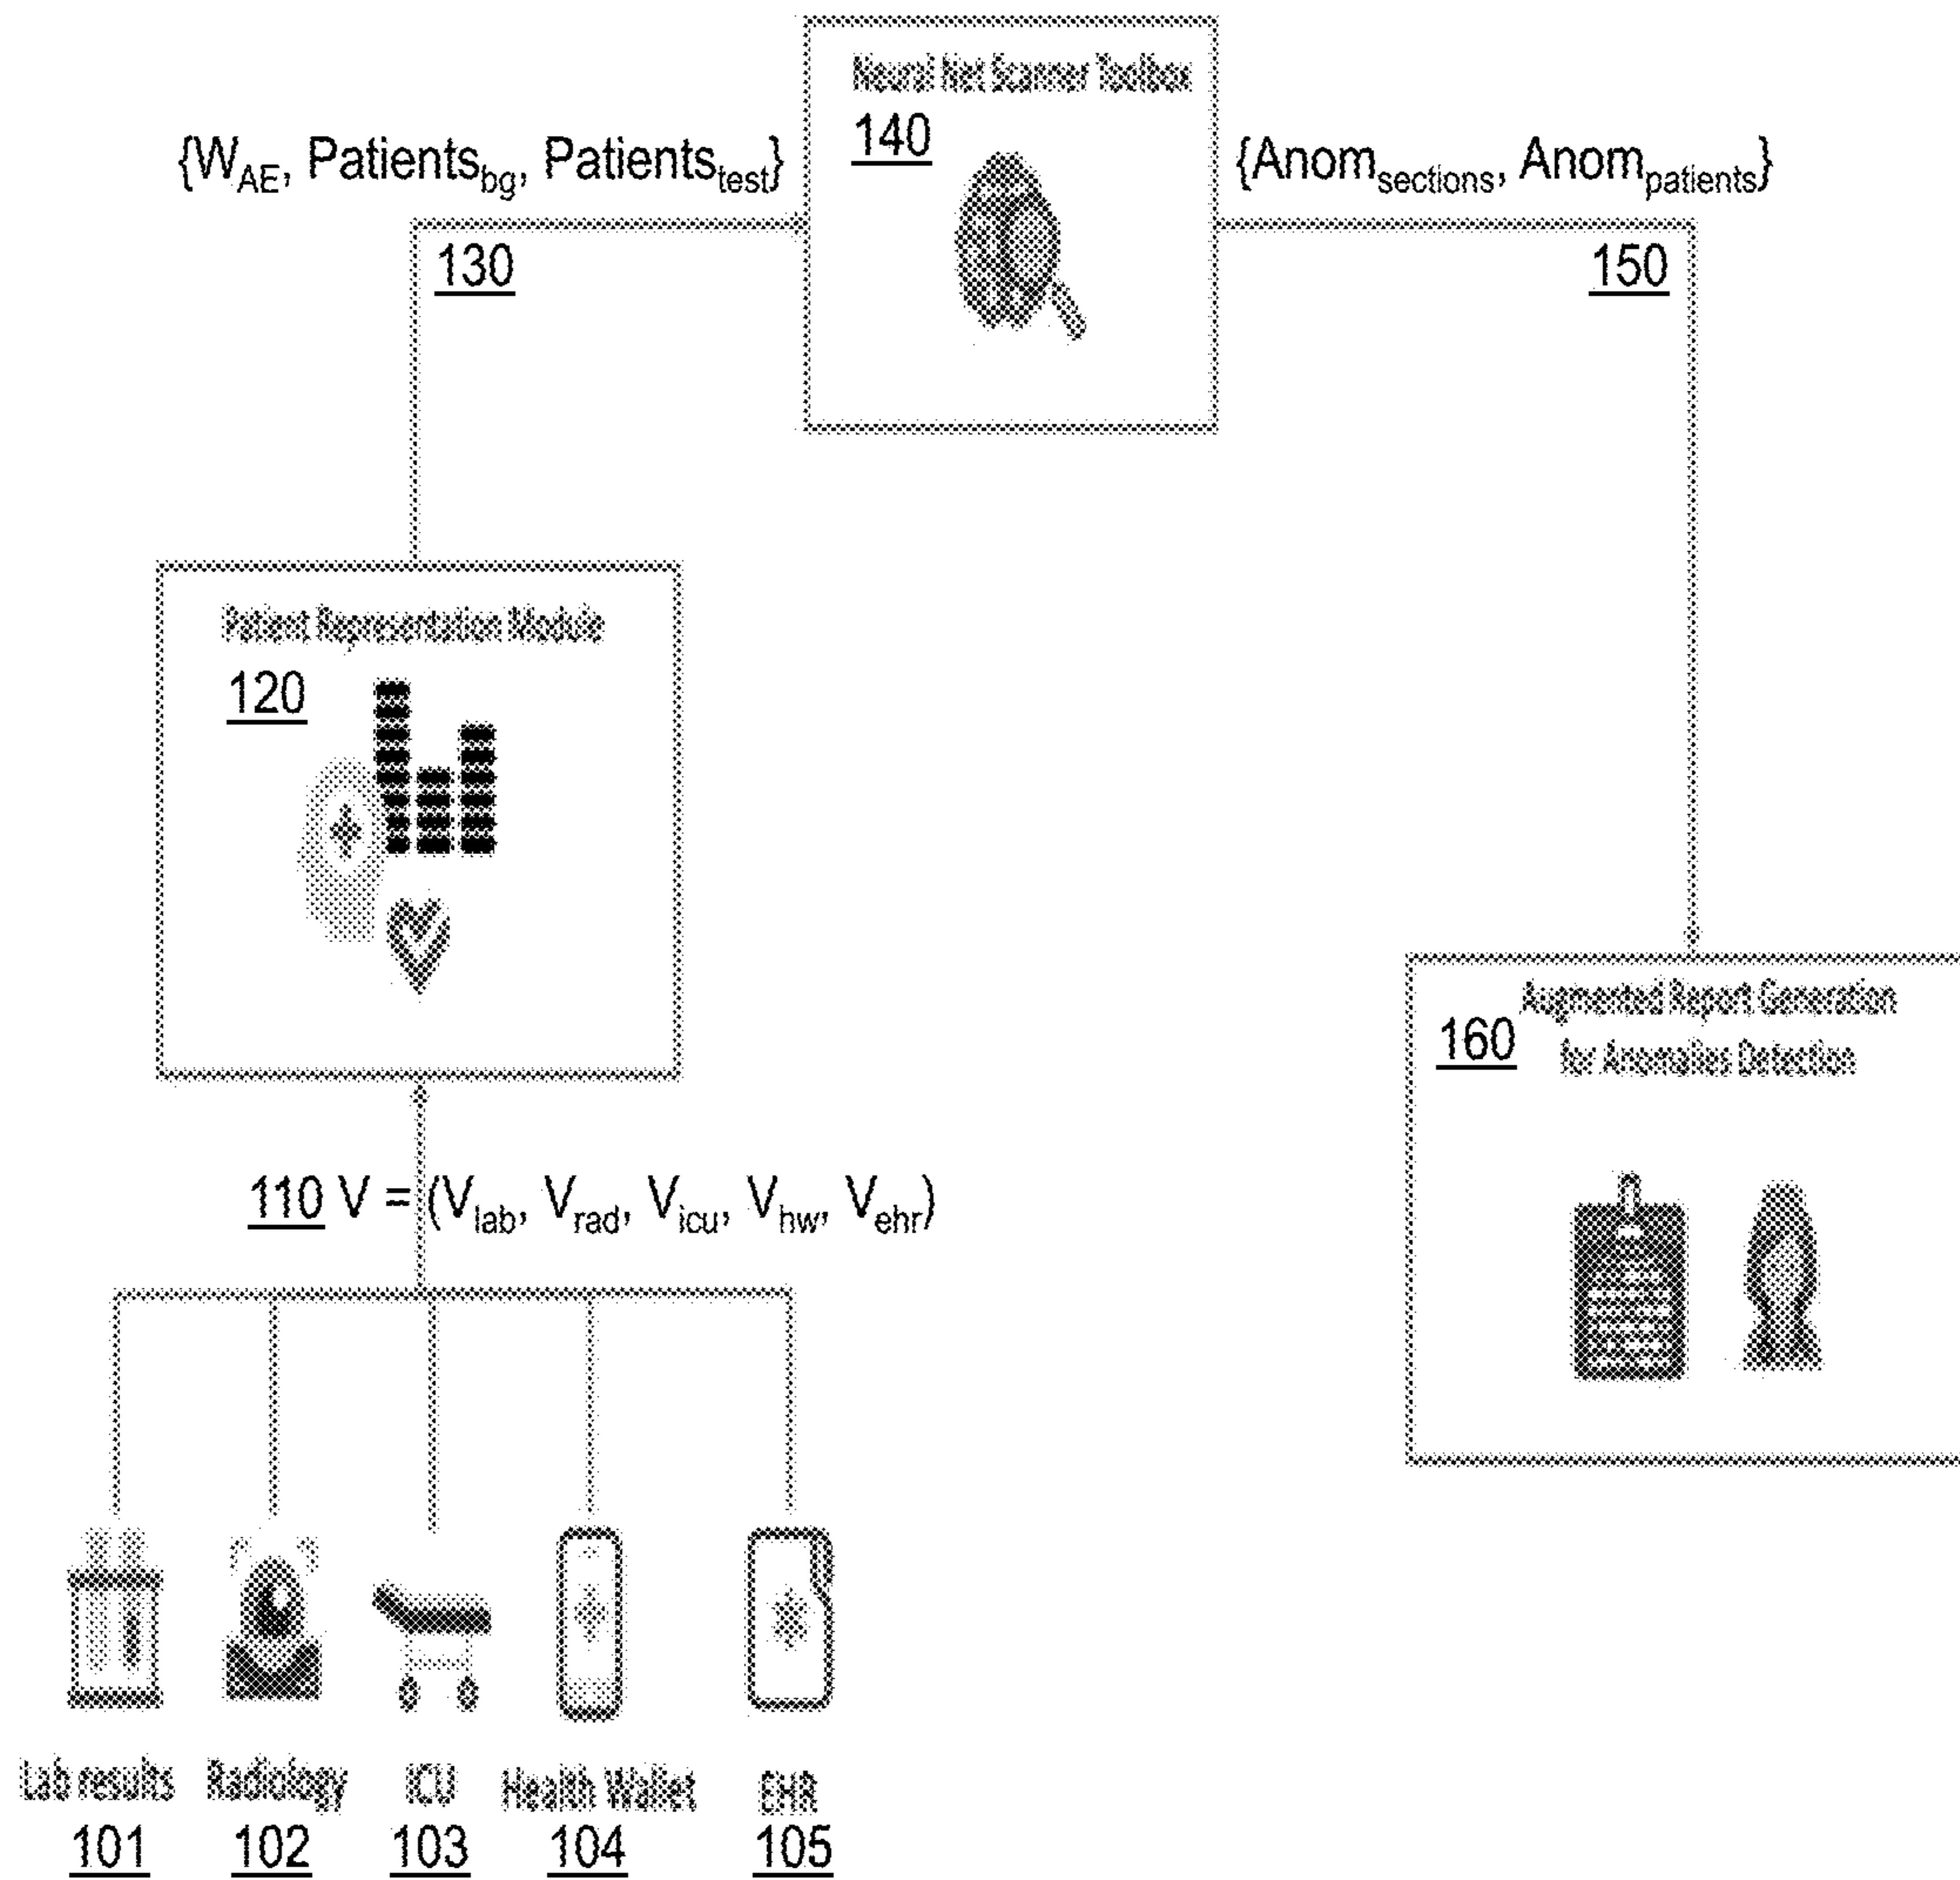 Neural Net Scanner Toolbox
140
{W_AE, Patients_bg, Patients_test}
{Anom_sections, Anom_patients}
130
150
Patient Representation Module
120
Augmented Report Generation
160
for Anomalies Detection
110 V = (V_lab, V_rad, V_icu, V_hw, V_ehr)
Lab results Radiology ICU Health Wallet EHR
101 102 103 104 105